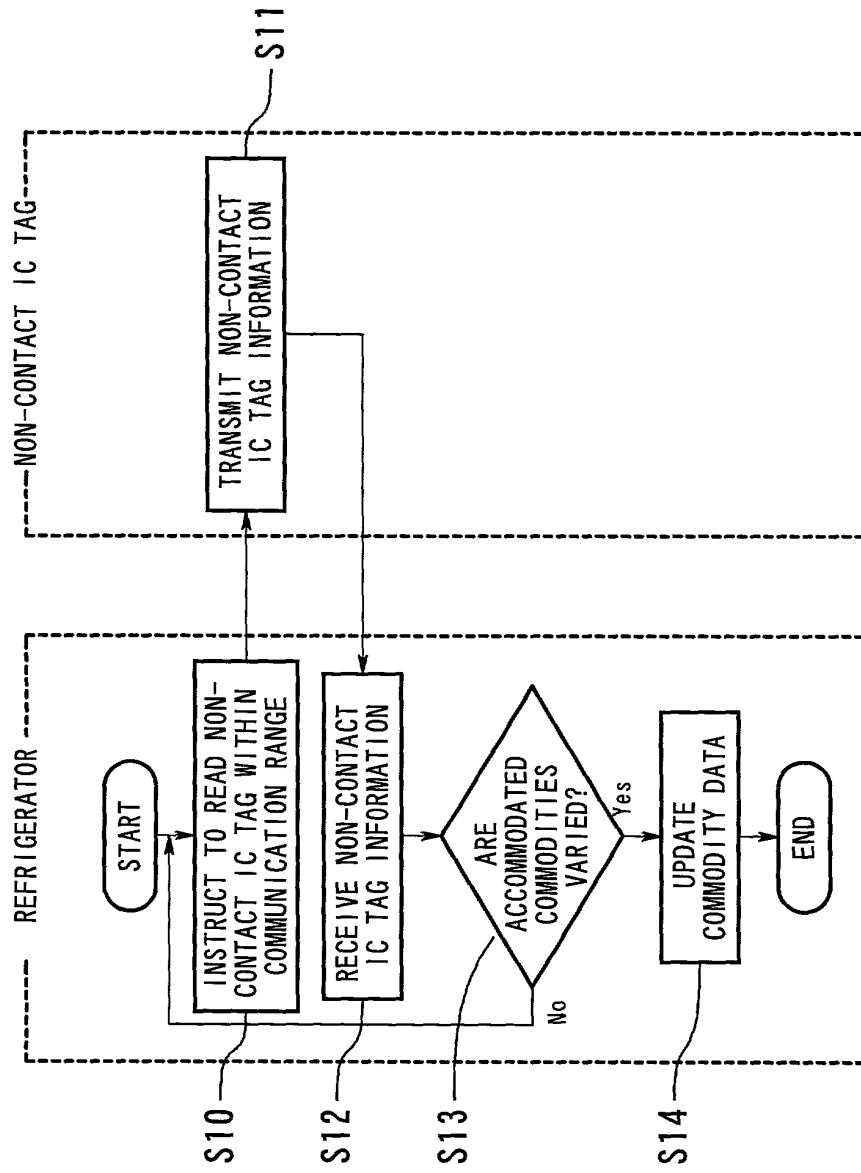 REFRIGERATOR
START
S10
INSTRUCT TO READ NON-
CONTACT IC TAG WITHIN
COMMUNICATION RANGE
S12
RECEIVE NON-CONTACT
IC TAG INFORMATION
S13
ARE
ACCOMMODATED
COMMODITIES
VARIED?
No
Yes
S14
UPDATE
COMMODITY DATA
END
NON-CONTACT IC TAG
TRANSMIT NON-CONTACT
IC TAG INFORMATION
S11